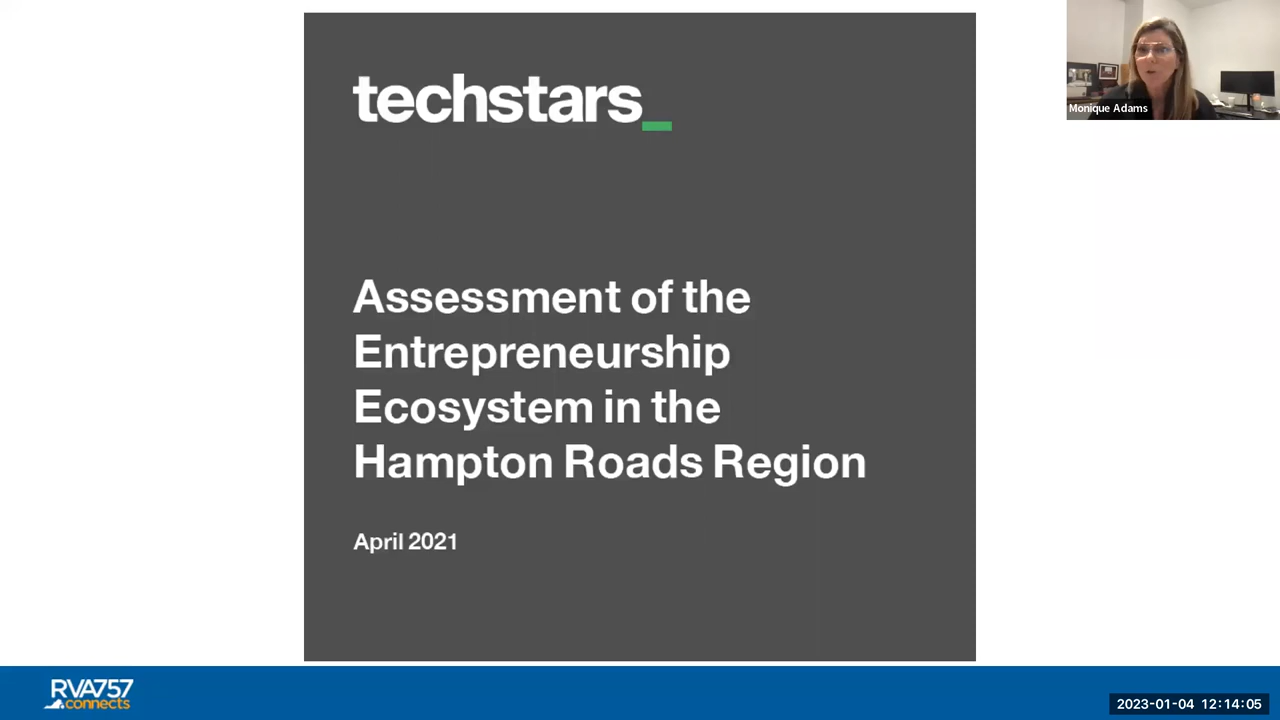 techstars_
Monique Adams
Assessment of the
Entrepreneurship
Ecosystem in the
Hampton Roads Region
April 2021
RVA757
connects
2023-01-04 12:14:05